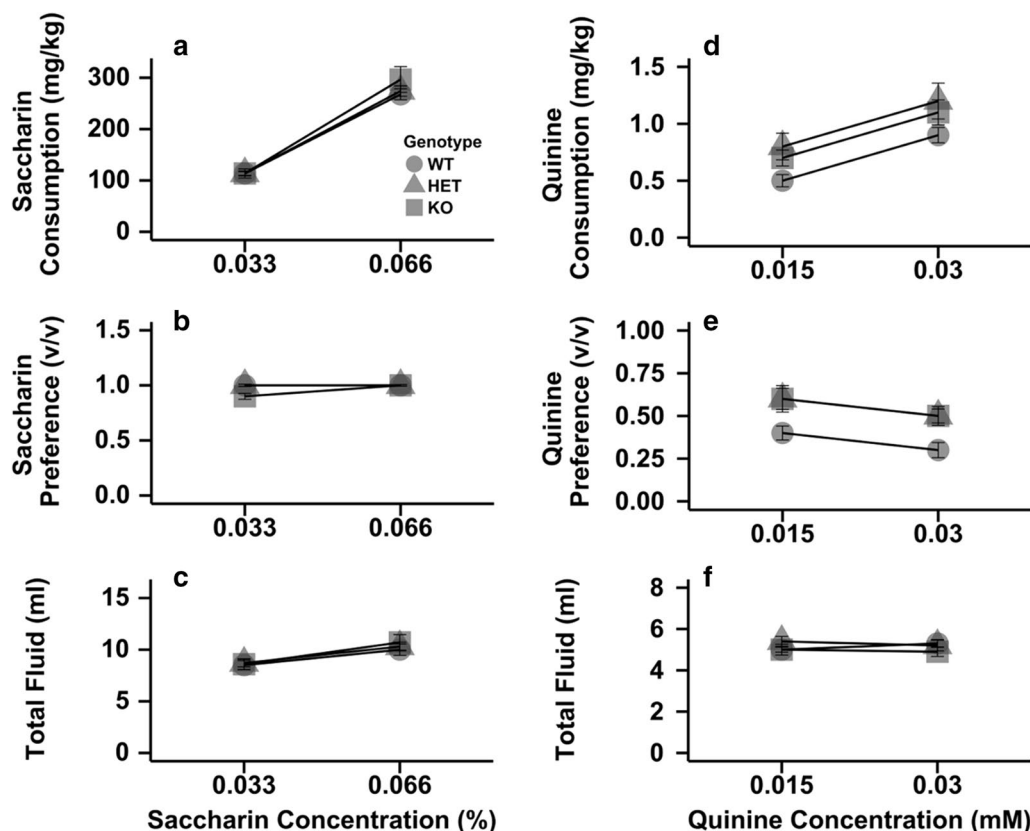 a
Saccharin
Consumption (mg/kg)
300
200
100
0
0.033
0.066
Genotype
WT
HET
KO
b
Saccharin
Preference (v/v)
1.5
1.0
0.5
0.0
0.033
0.066
c
Total Fluid (ml)
15
10
5
0
0.033
0.066
Saccharin Concentration (%)
d
Quinine
Consumption (mg/kg)
1.5
1.0
0.5
0.0
0.015
0.03
e
Quinine
Preference (v/v)
1.00
0.75
0.50
0.25
0.00
0.015
0.03
f
Total Fluid (ml)
8
6
4
2
0
0.015
0.03
Quinine Concentration (mM)